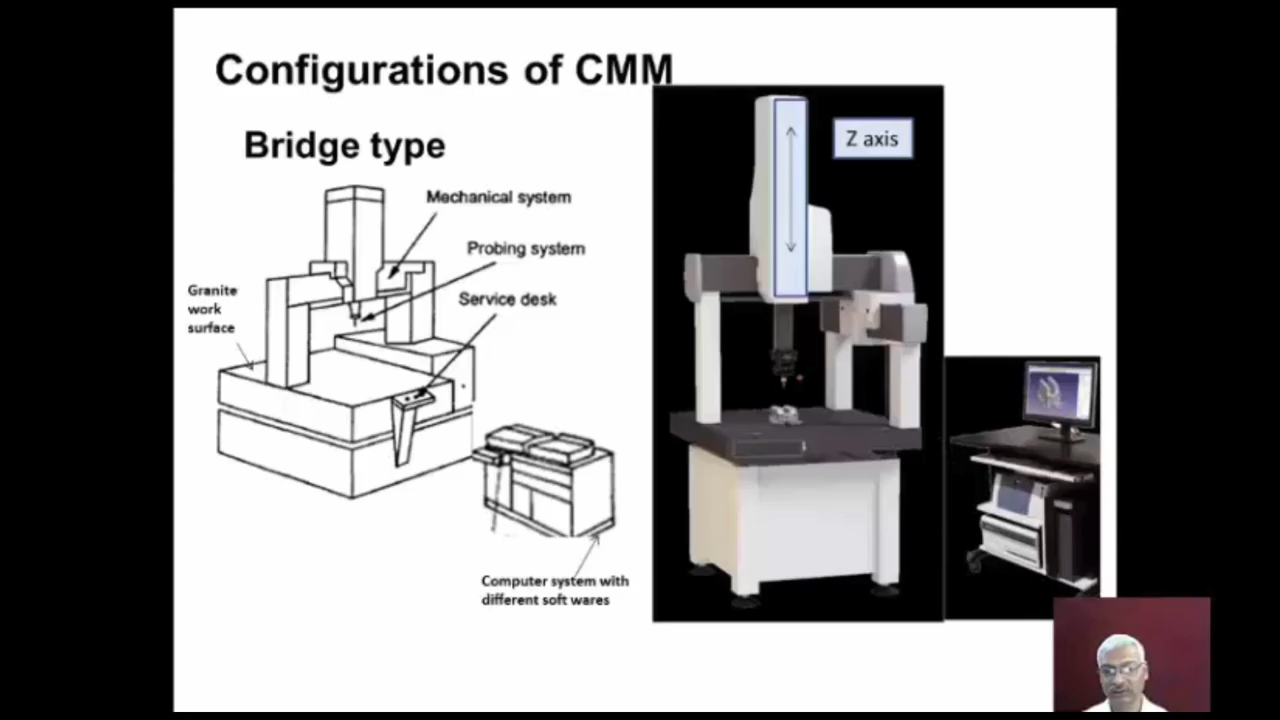 Configurations of CMM
Bridge type
Mechanical system
Probing system
Service desk
Granite
work
surface
Computer system with
different soft wares
Z axis